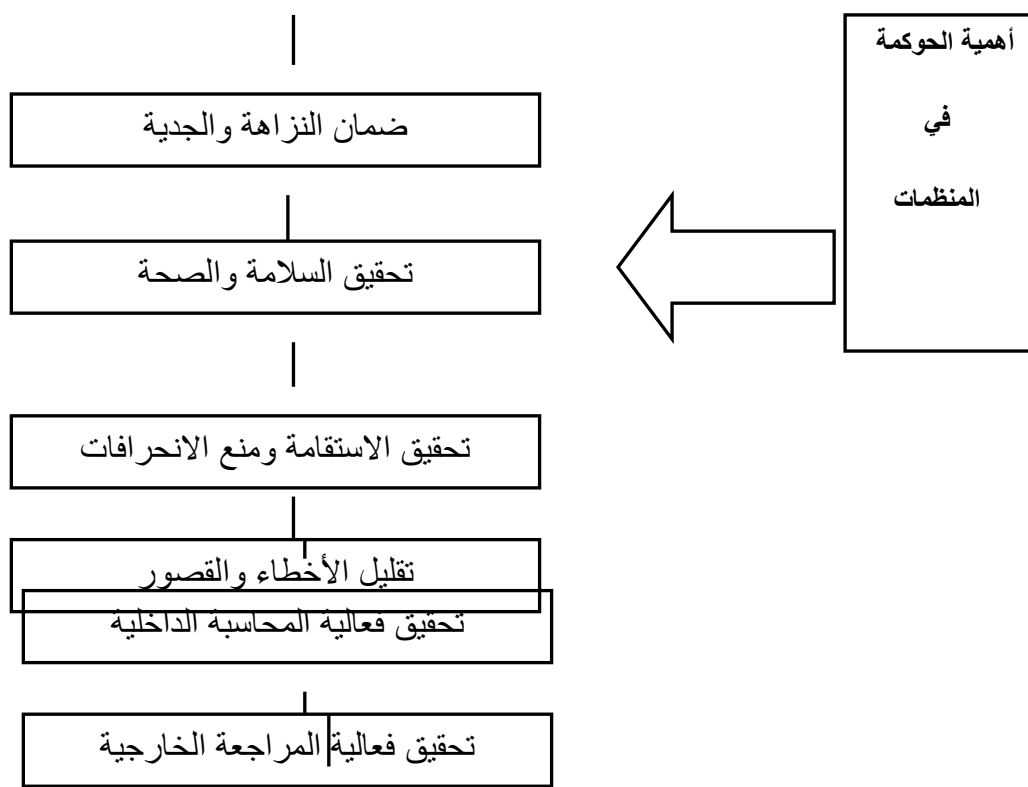 أهمية الحوكمة
في
المنظمات
ضمان النزاهة والجدية
تحقيق السلامة والصحة
تحقيق الاستقامة ومنع الانحرافات
تقليل الأخطاء والقصور
تحقيق فعالية المحاسبة الداخلية
تحقيق فعالية المراجعة الخارجية